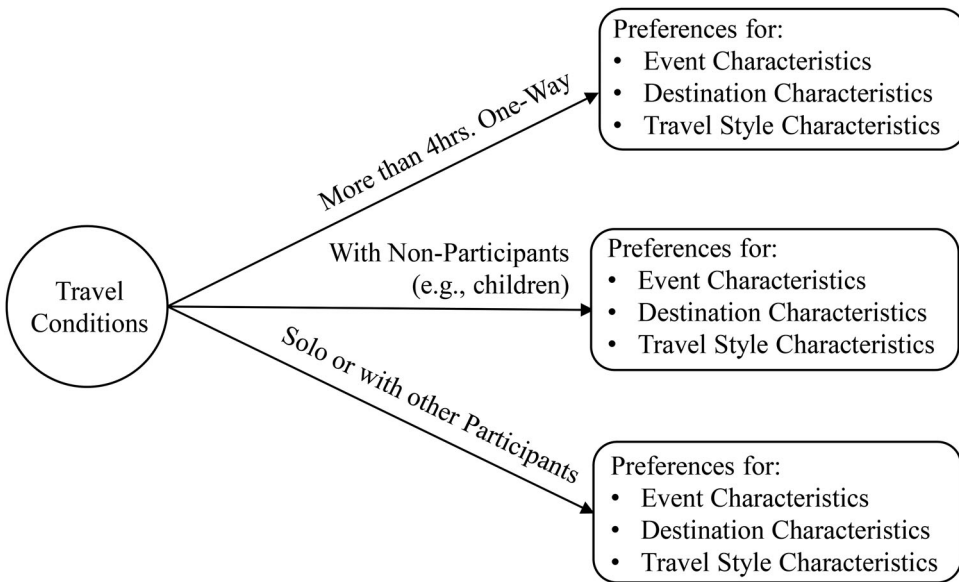 Preferences for:
• Event Characteristics
• Destination Characteristics
• Travel Style Characteristics
More than 4hrs. One-Way
With Non-Participants
(e.g., children)
Preferences for:
• Event Characteristics
• Destination Characteristics
• Travel Style Characteristics
Travel
Conditions
Solo or with other Participants
Preferences for:
• Event Characteristics
• Destination Characteristics
• Travel Style Characteristics